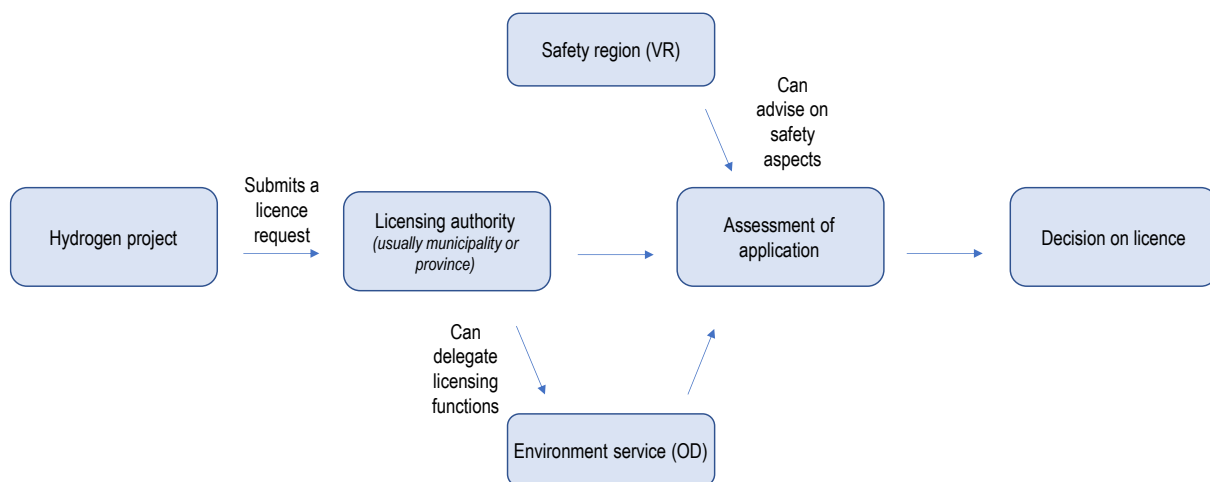 Safety region (VR)
Can
advise on
safety
aspects
Submits a
licence
request
Hydrogen project
Licensing authority
(usually municipality or
province)
Assessment of
application
Decision on licence
Can
delegate
licensing
functions
Environment service (OD)